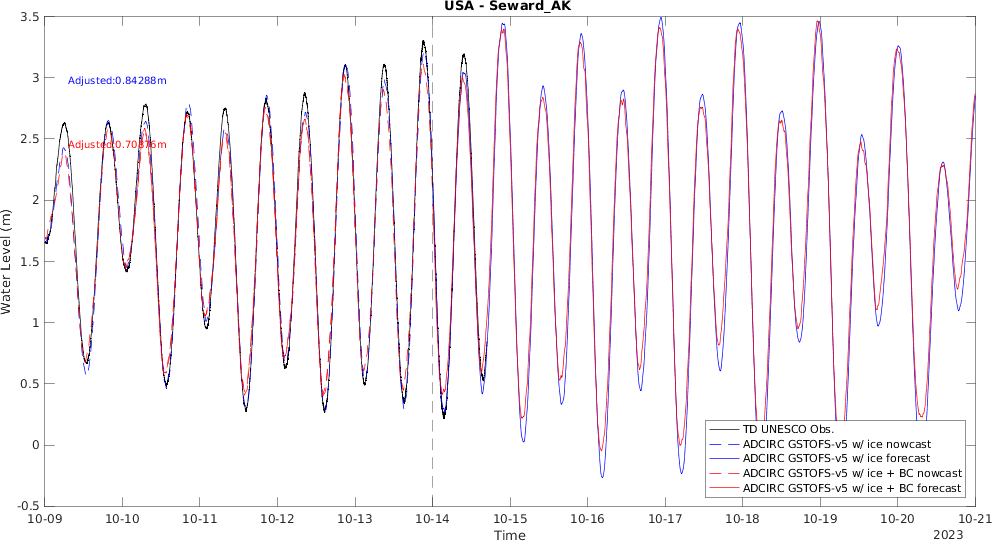 USA - Seward_AK
3.5
3
2.5
2
1.5
1
0.5
0
-0.5
Water Level (m)
Adjusted:0.84288m
TD UNESCO Obs.
ADCIRC GSTOFS-v5 w/ ice nowcast
ADCIRC GSTOFS-v5 w/ ice forecast
ADCIRC GSTOFS-v5 w/ ice + BC nowcast
ADCIRC GSTOFS-v5 w/ ice + BC forecast
10-09 10-10 10-11 10-12 10-13 10-14 10-15 10-16 10-17 10-18 10-19 10-20 10-21
Time
2023